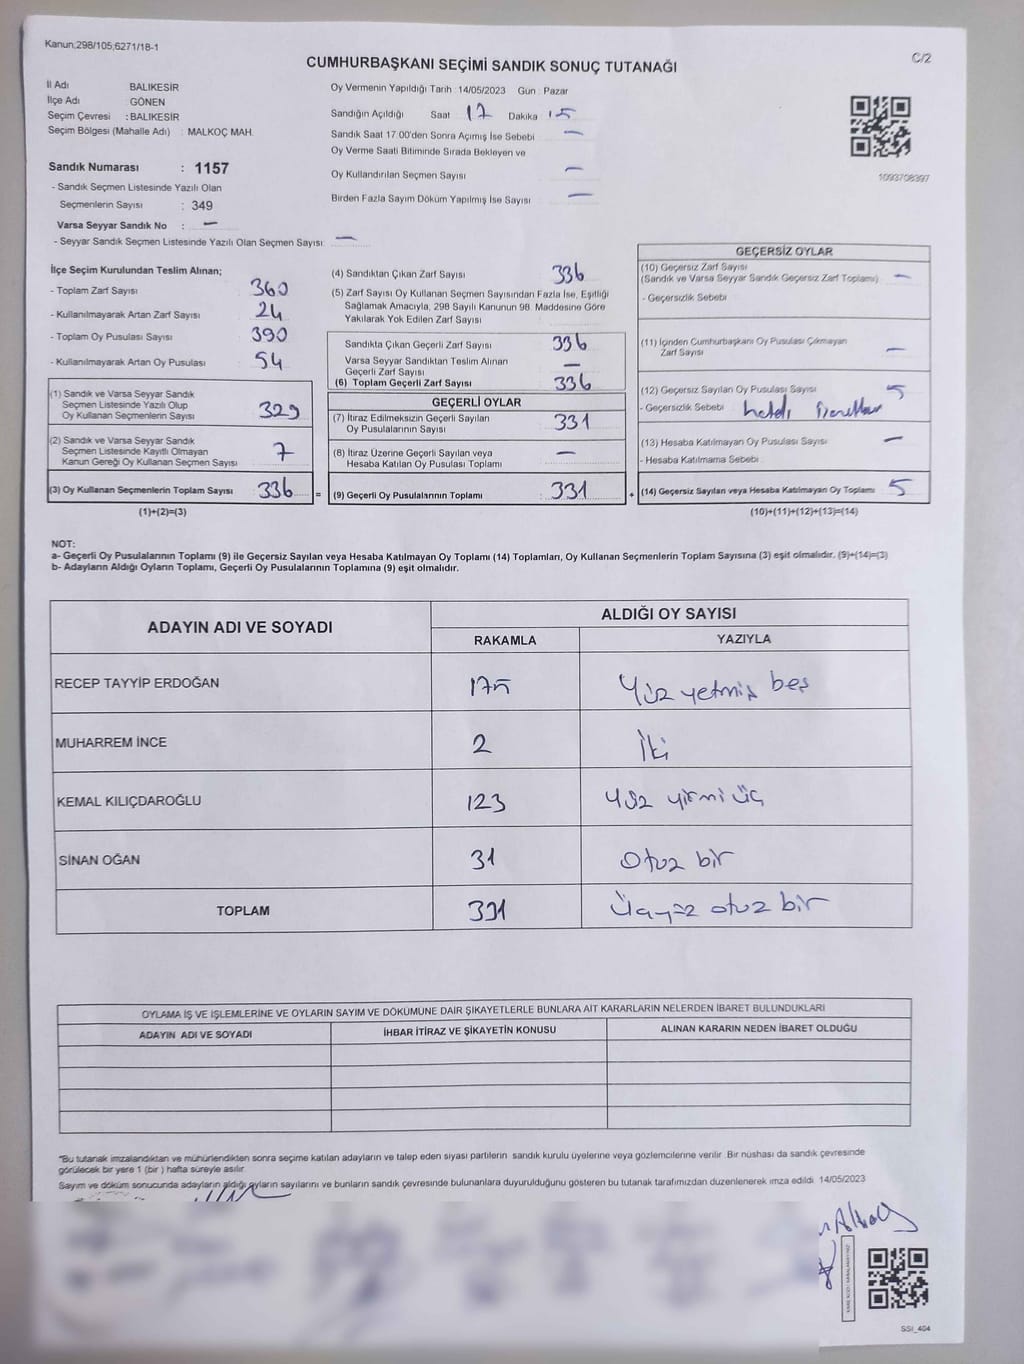 Kanun;298/105;6271/18-1
C/2
CUMHURBAŞKANI SEÇİMİ SANDIK SONUÇ TUTANAĞI
İl Adı BALIKESİR
İlçe Adı GÖNEN
Seçim Çevresi : BALIKESİR
Seçim Bölgesi (Mahalle Adı) : MALKOÇ MAH.
Sandık Numarası : 1157
- Sandık Seçmen Listesinde Yazılı Olan
Seçmenlerin Sayısı : 349
Varsa Seyyar Sandık No : —
- Seyyar Sandık Seçmen Listesinde Yazılı Olan Seçmen Sayısı: —
Oy Vermenin Yapıldığı Tarih : 14/05/2023 Gün : Pazar
Sandığın Açıldığı Saat 17 Dakika 15
Sandık Saat 17.00'den Sonra Açımış İse Sebebi —
Oy Verme Saati Bitiminde Sırada Bekleyen ve
Oy Kullandırılan Seçmen Sayısı —
Birden Fazla Sayım Döküm Yapılmış İse Sayısı —
1093708397
İlçe Seçim Kurulundan Teslim Alınan;
- Toplam Zarf Sayısı 360
- Kullanılmayarak Artan Zarf Sayısı 24
- Toplam Oy Pusulası Sayısı 390
- Kullanılmayarak Artan Oy Pusulası 54
(1) Sandık ve Varsa Seyyar Sandık
Seçmen Listesinde Yazılı Olup
Oy Kullanan Seçmenlerin Sayısı 329
(2) Sandık ve Varsa Seyyar Sandık
Seçmen Listesinde Kayıtlı Olmayan
Kanun Gereği Oy Kullanan Seçmen Sayısı 7
(3) Oy Kullanan Seçmenlerin Toplam Sayısı 336 =
(1)+(2)=(3)
(4) Sandıktan Çıkan Zarf Sayısı 336
(5) Zarf Sayısı Oy Kullanan Seçmen Sayısından Fazla İse, Eşitliği
Sağlamak Amacıyla, 298 Sayılı Kanunun 98. Maddesine Göre
Yakılarak Yok Edilen Zarf Sayısı
Sandıkta Çıkan Geçerli Zarf Sayısı 336
Varsa Seyyar Sandıktan Teslim Alınan
Geçerli Zarf Sayısı —
(6) Toplam Geçerli Zarf Sayısı 336
GEÇERLİ OYLAR
(7) İtiraz Edilmeksizin Geçerli Sayılan
Oy Pusulalarının Sayısı 331
(8) İtiraz Üzerine Geçerli Sayılan veya
Hesaba Katılan Oy Pusulası Toplamı —
(9) Geçerli Oy Pusulalarının Toplamı : 331 +
GEÇERSİZ OYLAR
(10) Geçersiz Zarf Sayısı
(Sandık ve Varsa Seyyar Sandık Geçersiz Zarf Toplamı) —
- Geçersizlik Sebebi
(11) İçinden Cumhurbaşkanı Oy Pusulası Çıkmayan
Zarf Sayısı —
(12) Geçersiz Sayılan Oy Pusulası Sayısı 5
- Geçersizlik Sebebi
(13) Hesaba Katılmayan Oy Pusulası Sayısı —
- Hesaba Katılmama Sebebi
(14) Geçersiz Sayılan veya Hesaba Katılmayan Oy Toplamı 5
(10)+(11)+(12)+(13)=(14)
NOT:
a- Geçerli Oy Pusulalarının Toplamı (9) ile Geçersiz Sayılan veya Hesaba Katılmayan Oy Toplamı (14) Toplamları, Oy Kullanan Seçmenlerin Toplam Sayısına (3) eşit olmalıdır. (9)+(14)=(3)
b- Adayların Aldığı Oyların Toplamı, Geçerli Oy Pusulalarının Toplamına (9) eşit olmalıdır.
ADAYIN ADI VE SOYADI
ALDIĞI OY SAYISI
RAKAMLA YAZIYLA
RECEP TAYYİP ERDOĞAN 175 Yüz yetmiş beş
MUHARREM İNCE 2 İki
KEMAL KILIÇDAROĞLU 123 yüz yirmi üç
SİNAN OĞAN 31 Otuz bir
TOPLAM 331 Üçyüz otuz bir
OYLAMA İŞ VE İŞLEMLERİNE VE OYLARIN SAYIM VE DÖKÜMÜNE DAİR ŞİKAYETLERLE BUNLARA AİT KARARLARIN NELERDEN İBARET BULUNDUKLARI
ADAYIN ADI VE SOYADI İHBAR İTİRAZ VE ŞİKAYETİN KONUSU ALINAN KARARIN NEDEN İBARET OLDUĞU
*Bu tutanak imzalandıktan ve mühürlendikten sonra seçime katılan adayların ve talep eden siyasi partilerin sandık kurulu üyelerine veya gözlemcilerine verilir. Bir nüshası da sandık çevresinde
görülecek bir yere 1 (bir ) hafta süreyle asılır.
Sayım ve döküm sonucunda adayların aldığı oyların sayılarını ve bunların sandık çevresinde bulunanlara duyurulduğunu gösteren bu tutanak tarafımızdan düzenlenerek imza edildi. 14/05/2023
SSI_404